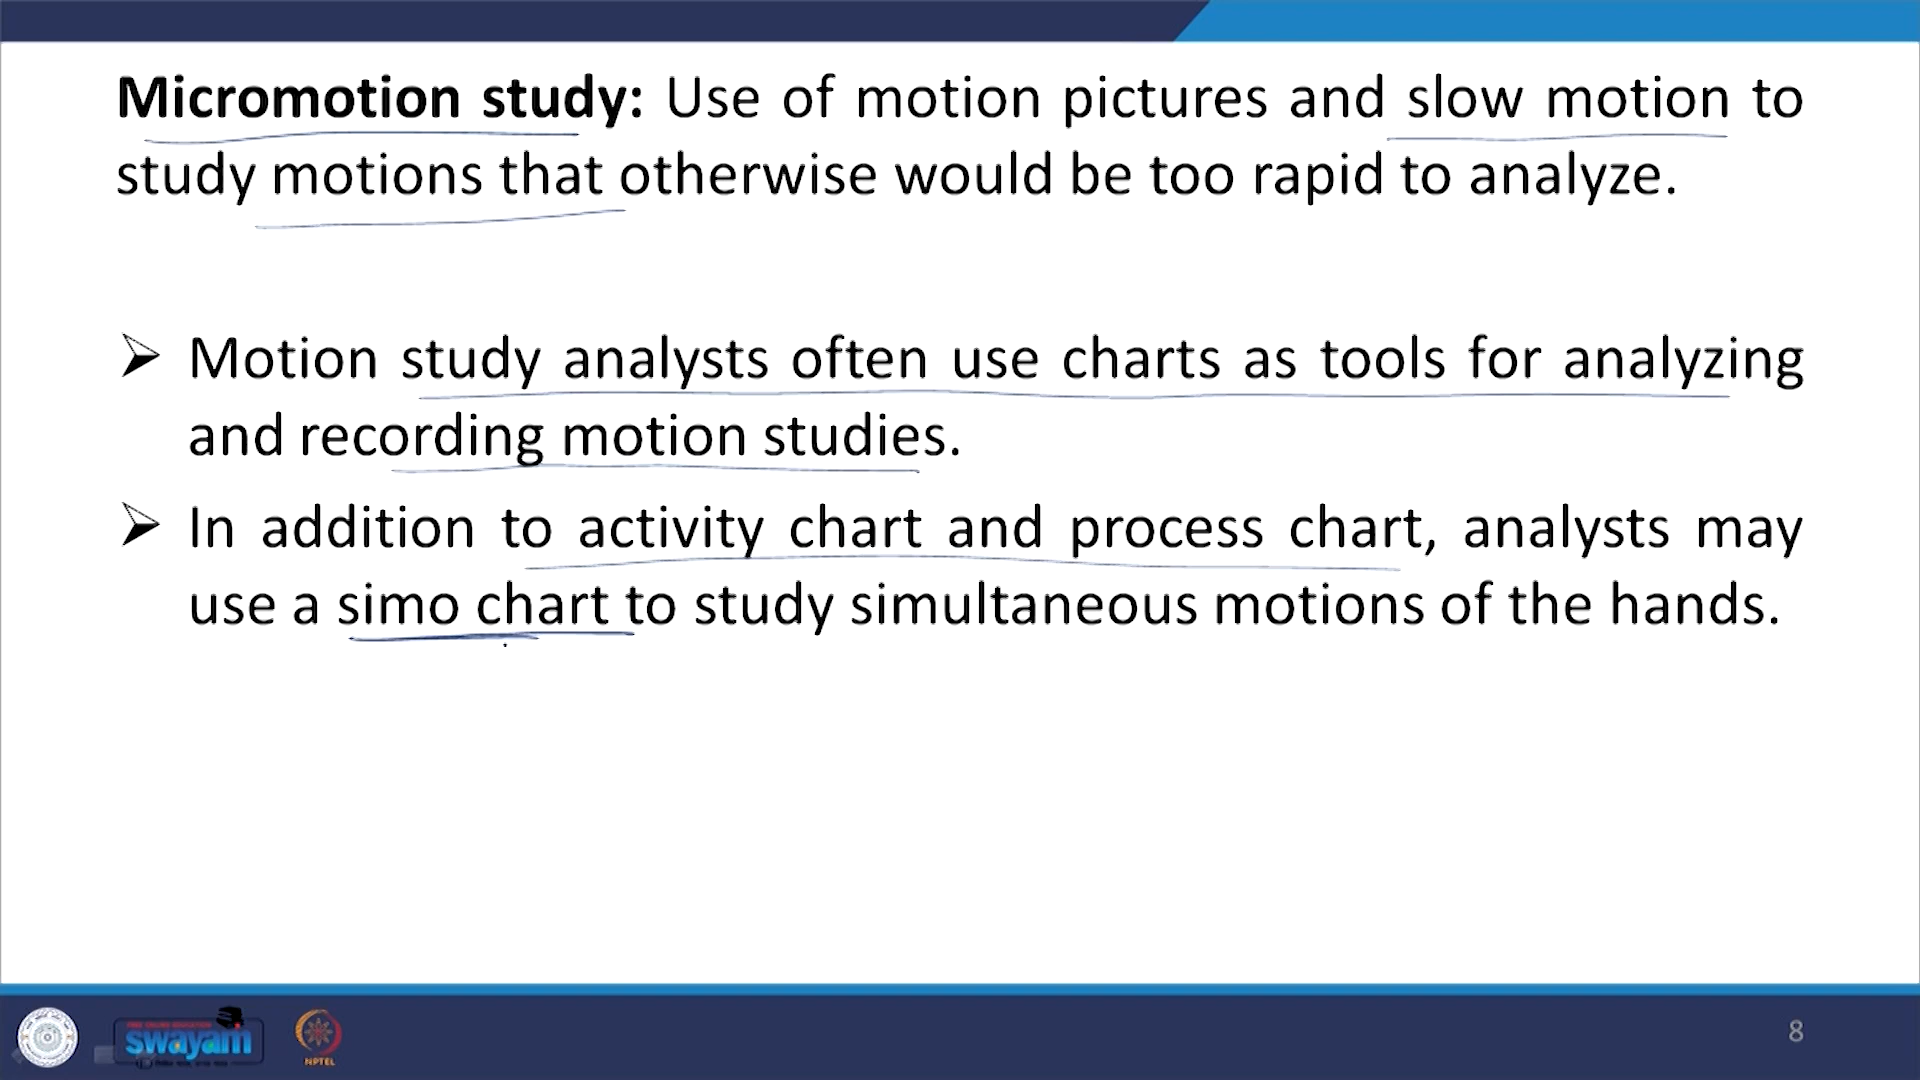 Micromotion study: Use of motion pictures and slow motion to
study motions that otherwise would be too rapid to analyze.
Motion study analysts often use charts as tools for analyzing
and recording motion studies.
In addition to activity chart and process chart, analysts may
use a simo chart to study simultaneous motions of the hands.
FREE ONLINE EDUCATION
swayam
NPTEL
8